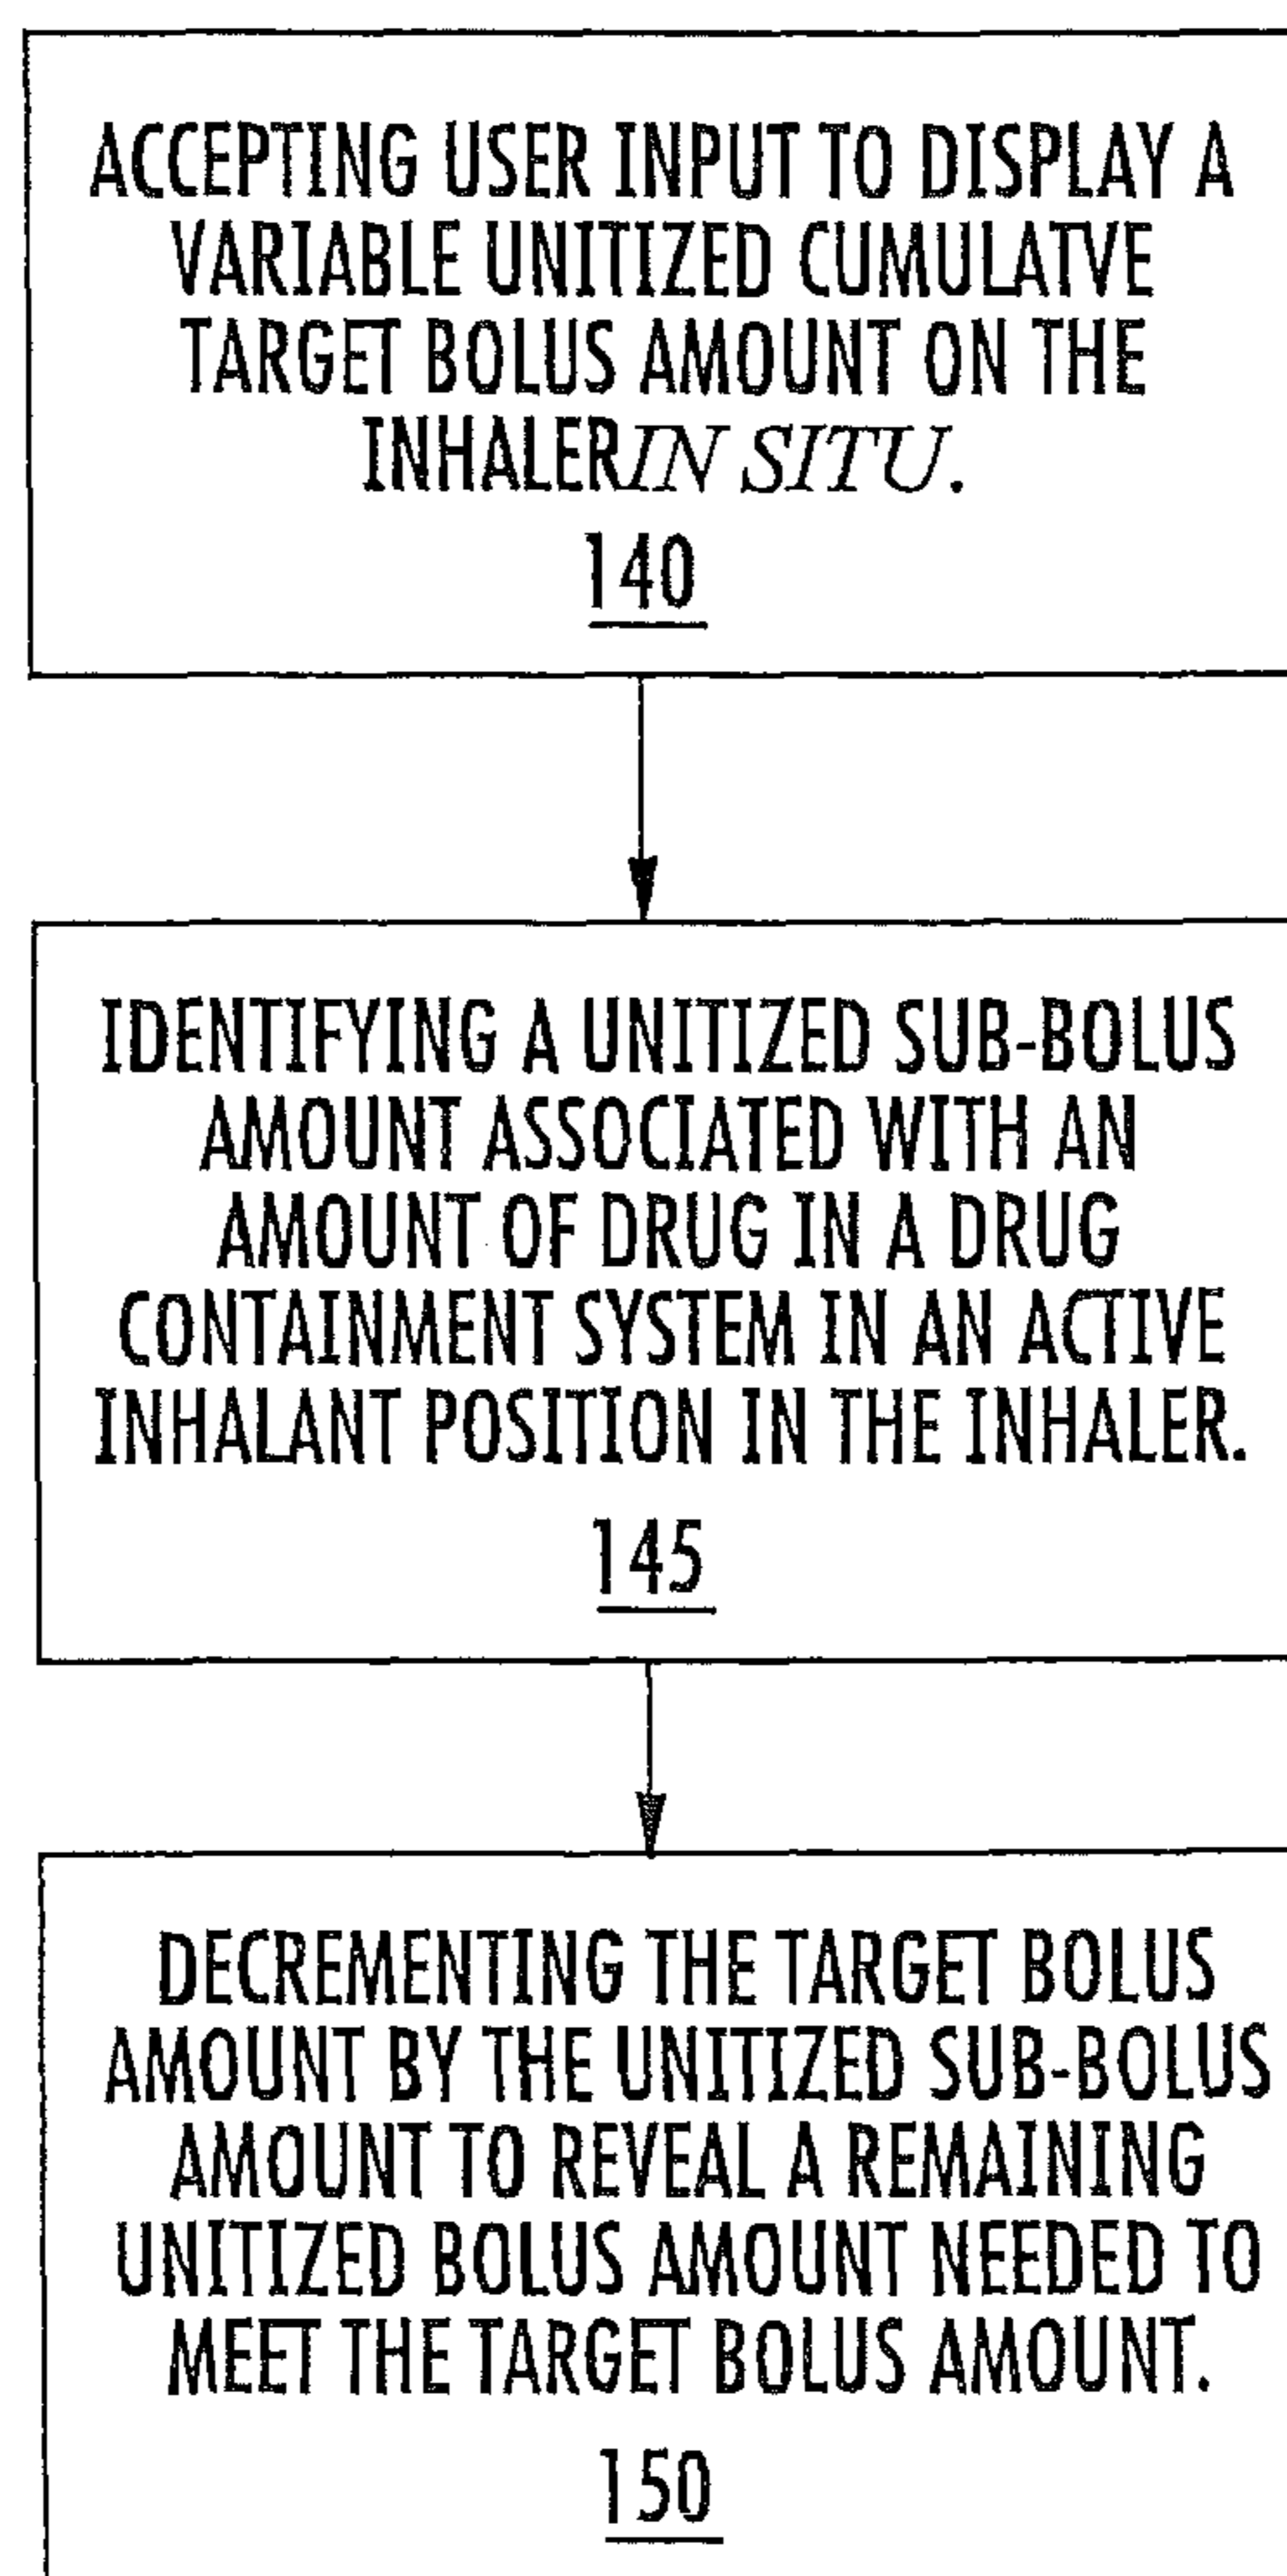 ACCEPTING USER INPUT TO DISPLAY A
VARIABLE UNITIZED CUMULATVE
TARGET BOLUS AMOUNT ON THE
INHALER IN SITU.
140
IDENTIFYING A UNITIZED SUB-BOLUS
AMOUNT ASSOCIATED WITH AN
AMOUNT OF DRUG IN A DRUG
CONTAINMENT SYSTEM IN AN ACTIVE
INHALANT POSITION IN THE INHALER.
145
DECREMENTING THE TARGET BOLUS
AMOUNT BY THE UNITIZED SUB-BOLUS
AMOUNT TO REVEAL A REMAINING
UNITIZED BOLUS AMOUNT NEEDED TO
MEET THE TARGET BOLUS AMOUNT.
150